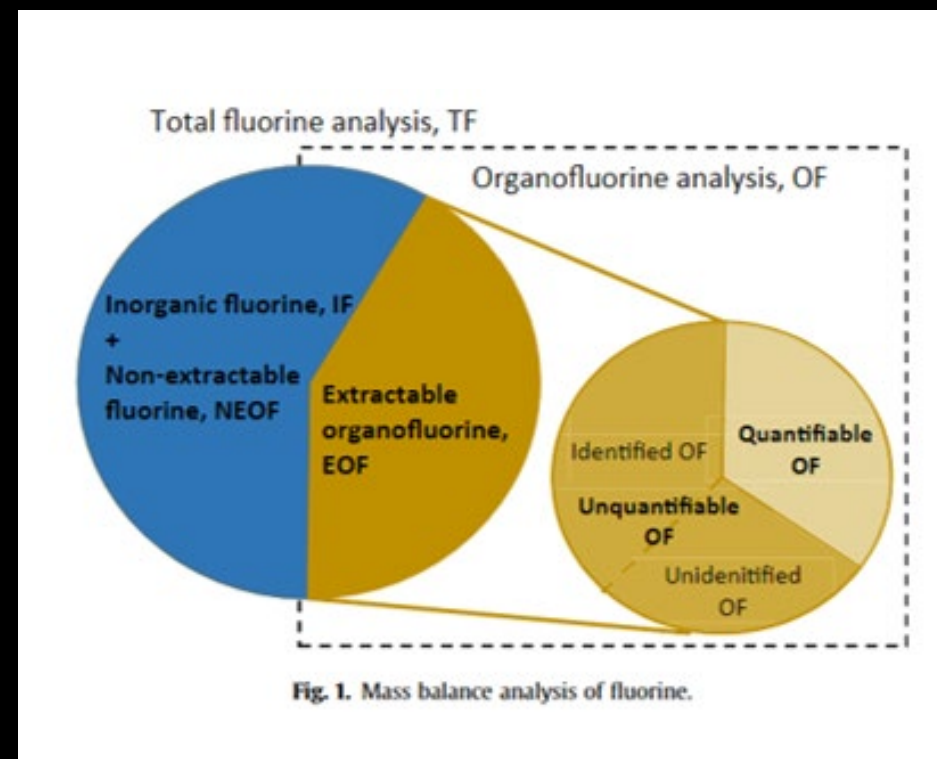 Total fluorine analysis, TF
Organofluorine analysis, OF
Inorganic fluorine, IF
+
Non-extractable
fluorine, NEOF
Extractable
organofluorine,
EOF
Identified OF
Quantifiable
OF
Unquantifiable
OF
Unidenitified
OF
Fig. 1. Mass balance analysis of fluorine.